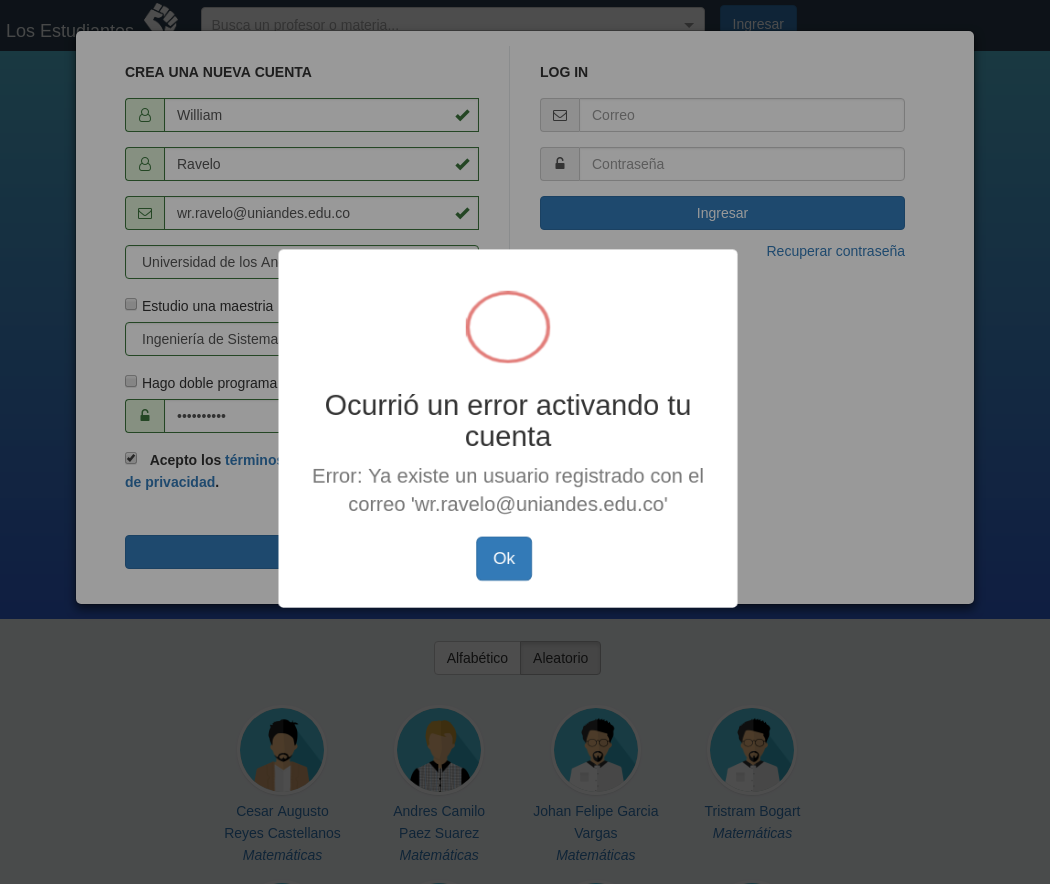 Los Estudiantes
Busca un profesor o materia...
Ingresar
CREA UNA NUEVA CUENTA
William
Ravelo
wr.ravelo@uniandes.edu.co
Universidad de los An
Estudio una maestria
Ingeniería de Sistema
Hago doble programa
••••••••••
Acepto los términos
de privacidad.
LOG IN
Correo
Contraseña
Ingresar
Recuperar contraseña
Ocurrió un error activando tu
cuenta
Error: Ya existe un usuario registrado con el
correo 'wr.ravelo@uniandes.edu.co'
Ok
Alfabético Aleatorio
Cesar Augusto
Reyes Castellanos
Matemáticas
Andres Camilo
Paez Suarez
Matemáticas
Johan Felipe Garcia
Vargas
Matemáticas
Tristram Bogart
Matemáticas